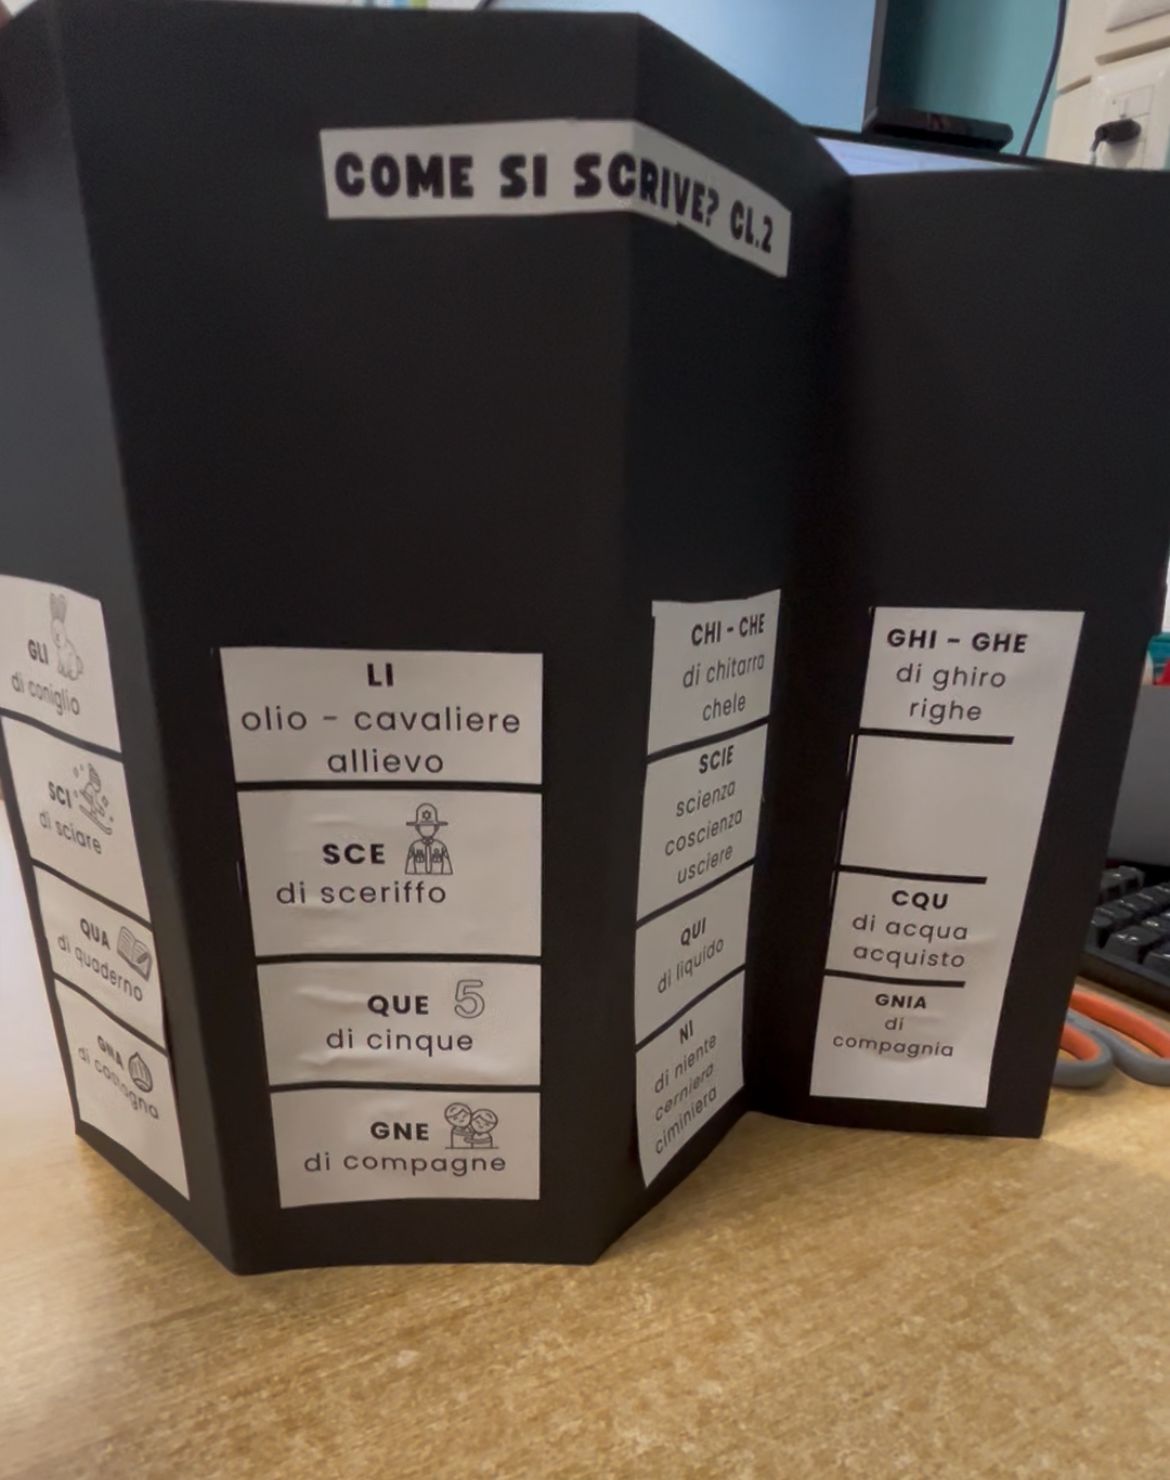 COME SI SCRIVE? CL.2
GLI
di coniglio
SCI
di sciare
QUA
di quaderno
GNA
di castagna
LI
olio - cavaliere
allievo
SCE
di sceriffo
QUE 5
di cinque
GNE
di compagne
CHI - CHE
di chitarra
chele
SCIE
scienza
coscienza
usciere
QUI
di liquido
NI
di niente
cerniera
ciminiera
GHI - GHE
di ghiro
righe
CQU
di acqua
acquisto
GNIA
di
compagnia